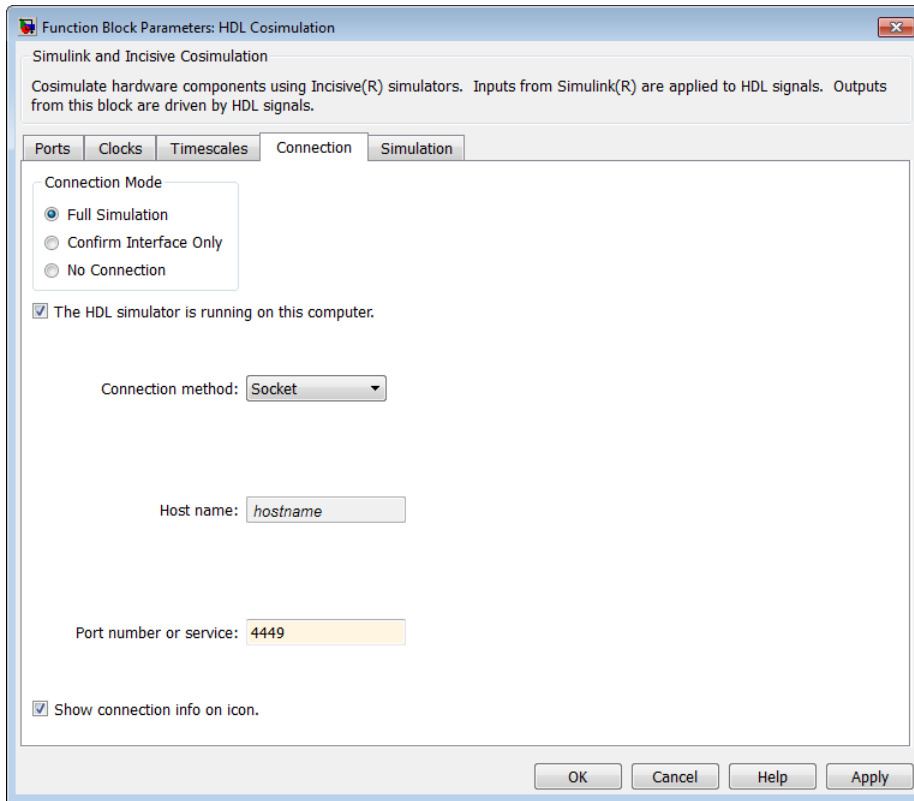 Function Block Parameters: HDL Cosimulation
Simulink and Incisive Cosimulation
Cosimulate hardware components using Incisive(R) simulators.  Inputs from Simulink(R) are applied to HDL signals.  Outputs
from this block are driven by HDL signals.
Ports Clocks Timescales Connection Simulation
Connection Mode
Full Simulation
Confirm Interface Only
No Connection
The HDL simulator is running on this computer.
Connection method: Socket
Host name: hostname
Port number or service: 4449
Show connection info on icon.
OK Cancel Help Apply